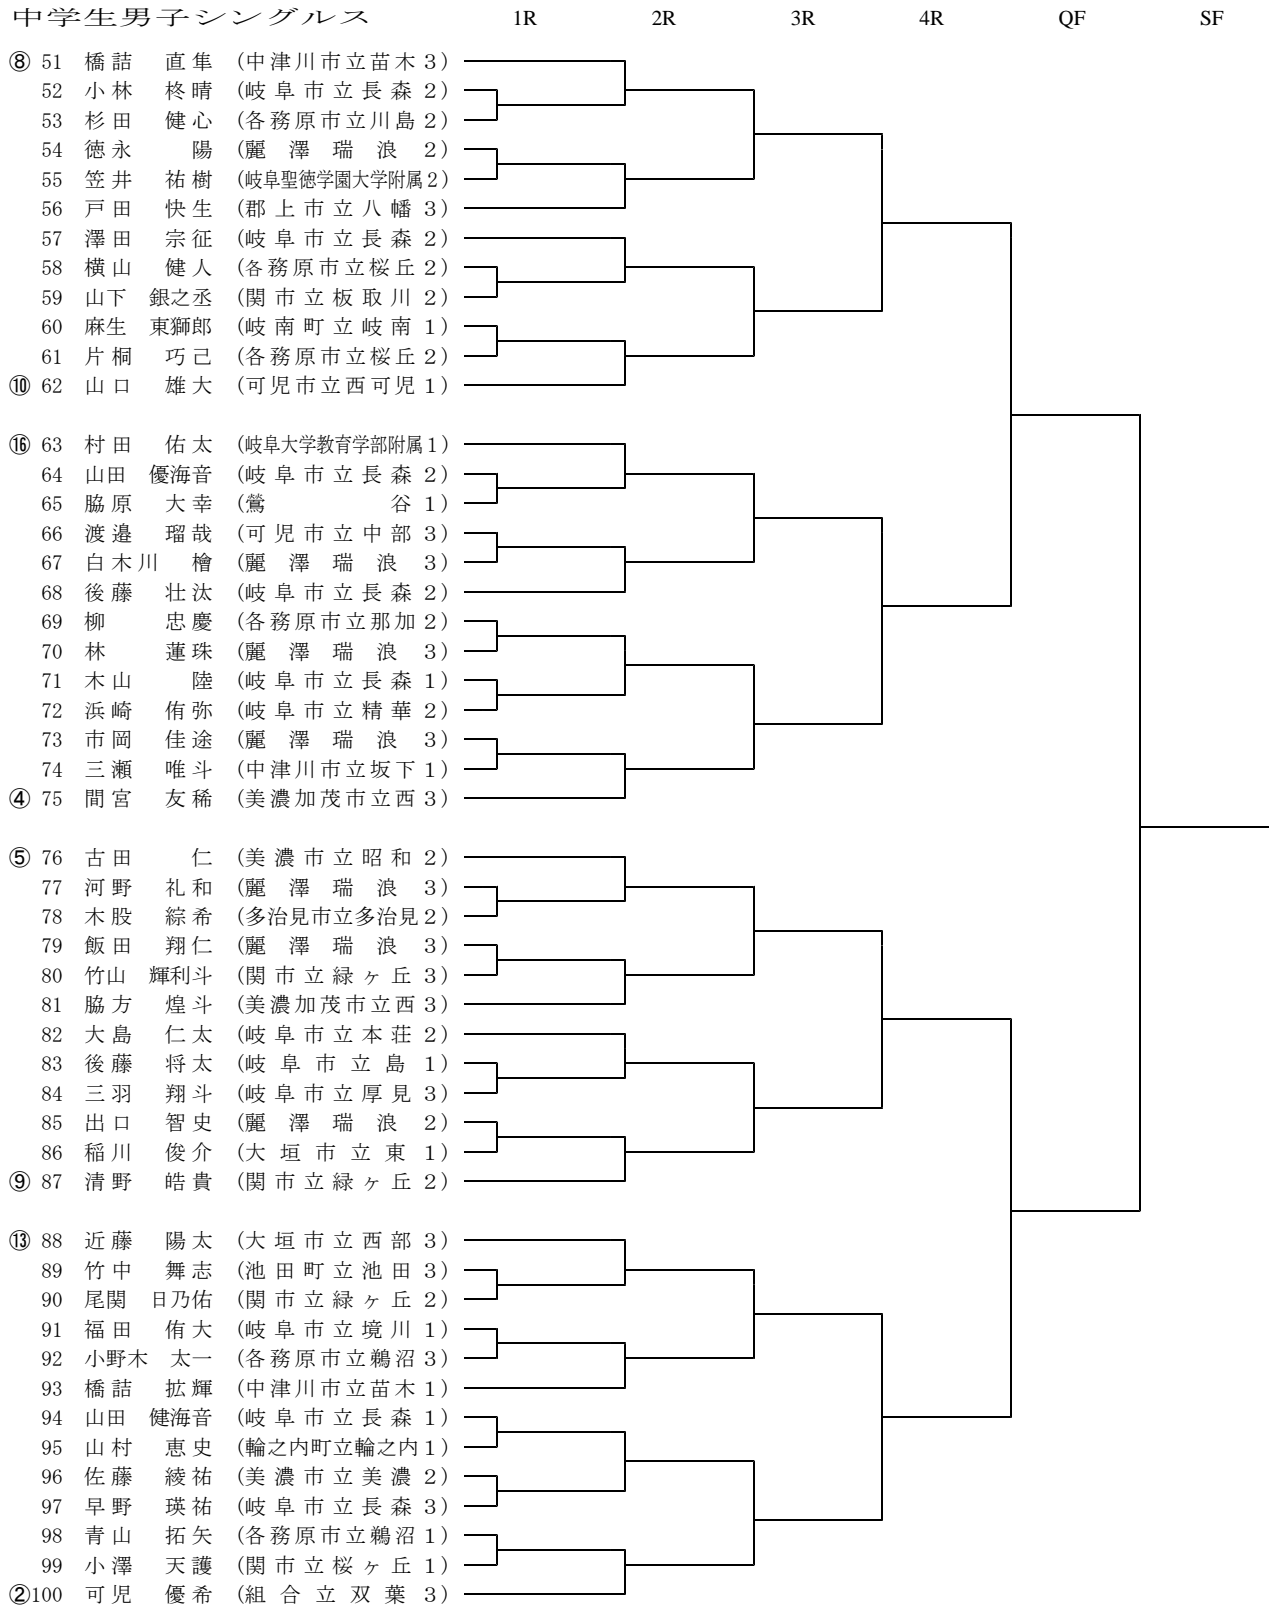 中学生男子シングルス 1R 2R 3R 4R QF SF
⑧ 51 橋詰 直隼 (中津川市立苗木3)
52 小林 柊晴 (岐阜市立長森2)
53 杉田 健心 (各務原市立川島2)
54 徳永 陽 (麗澤瑞浪2)
55 笠井 祐樹 (岐阜聖徳学園大学附属2)
56 戸田 快生 (郡上市立八幡3)
57 澤田 宗征 (岐阜市立長森2)
58 横山 健人 (各務原市立桜丘2)
59 山下 銀之丞 (関市立板取川2)
60 麻生 東獅郎 (岐南町立岐南1)
61 片桐 巧己 (各務原市立桜丘2)
⑩ 62 山口 雄大 (可児市立西可児1)
⑯ 63 村田 佑太 (岐阜大学教育学部附属1)
64 山田 優海音 (岐阜市立長森2)
65 脇原 大幸 (鶯谷1)
66 渡邉 瑠哉 (可児市立中部3)
67 白木川 檜 (麗澤瑞浪3)
68 後藤 壮汰 (岐阜市立長森2)
69 柳 忠慶 (各務原市立那加2)
70 林 蓮珠 (麗澤瑞浪3)
71 木山 陸 (岐阜市立長森1)
72 浜崎 侑弥 (岐阜市立精華2)
73 市岡 佳途 (麗澤瑞浪3)
74 三瀬 唯斗 (中津川市立坂下1)
④ 75 間宮 友稀 (美濃加茂市立西3)
⑤ 76 古田 仁 (美濃市立昭和2)
77 河野 礼和 (麗澤瑞浪3)
78 木股 綜希 (多治見市立多治見2)
79 飯田 翔仁 (麗澤瑞浪3)
80 竹山 輝利斗 (関市立緑ヶ丘3)
81 脇方 煌斗 (美濃加茂市立西3)
82 大島 仁太 (岐阜市立本荘2)
83 後藤 将太 (岐阜市立島1)
84 三羽 翔斗 (岐阜市立厚見3)
85 出口 智史 (麗澤瑞浪2)
86 稲川 俊介 (大垣市立東1)
⑨ 87 清野 皓貴 (関市立緑ヶ丘2)
⑬ 88 近藤 陽太 (大垣市立西部3)
89 竹中 舞志 (池田町立池田3)
90 尾関 日乃佑 (関市立緑ヶ丘2)
91 福田 侑大 (岐阜市立境川1)
92 小野木 太一 (各務原市立鵜沼3)
93 橋詰 拡輝 (中津川市立苗木1)
94 山田 健海音 (岐阜市立長森1)
95 山村 恵史 (輪之内町立輪之内1)
96 佐藤 綾祐 (美濃市立美濃2)
97 早野 瑛祐 (岐阜市立長森3)
98 青山 拓矢 (各務原市立鵜沼1)
99 小澤 天護 (関市立桜ヶ丘1)
②100 可児 優希 (組合立双葉3)